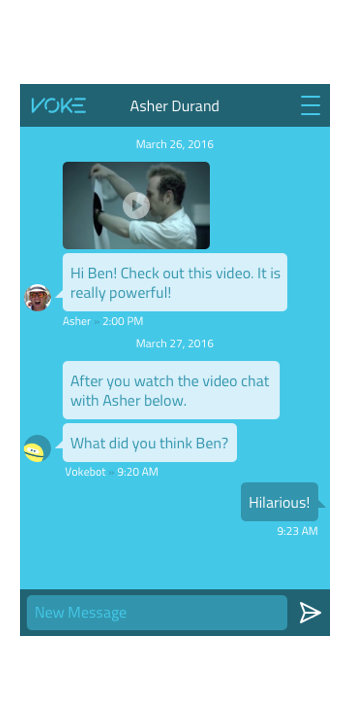 VOKE
Asher Durand
March 26, 2016
Hi Ben! Check out this video. It is
really powerful!
Asher - 2:00 PM
March 27, 2016
After you watch the video chat
with Asher below.
What did you think Ben?
Vokebot - 9:20 AM
Hilarious!
9:23 AM
New Message